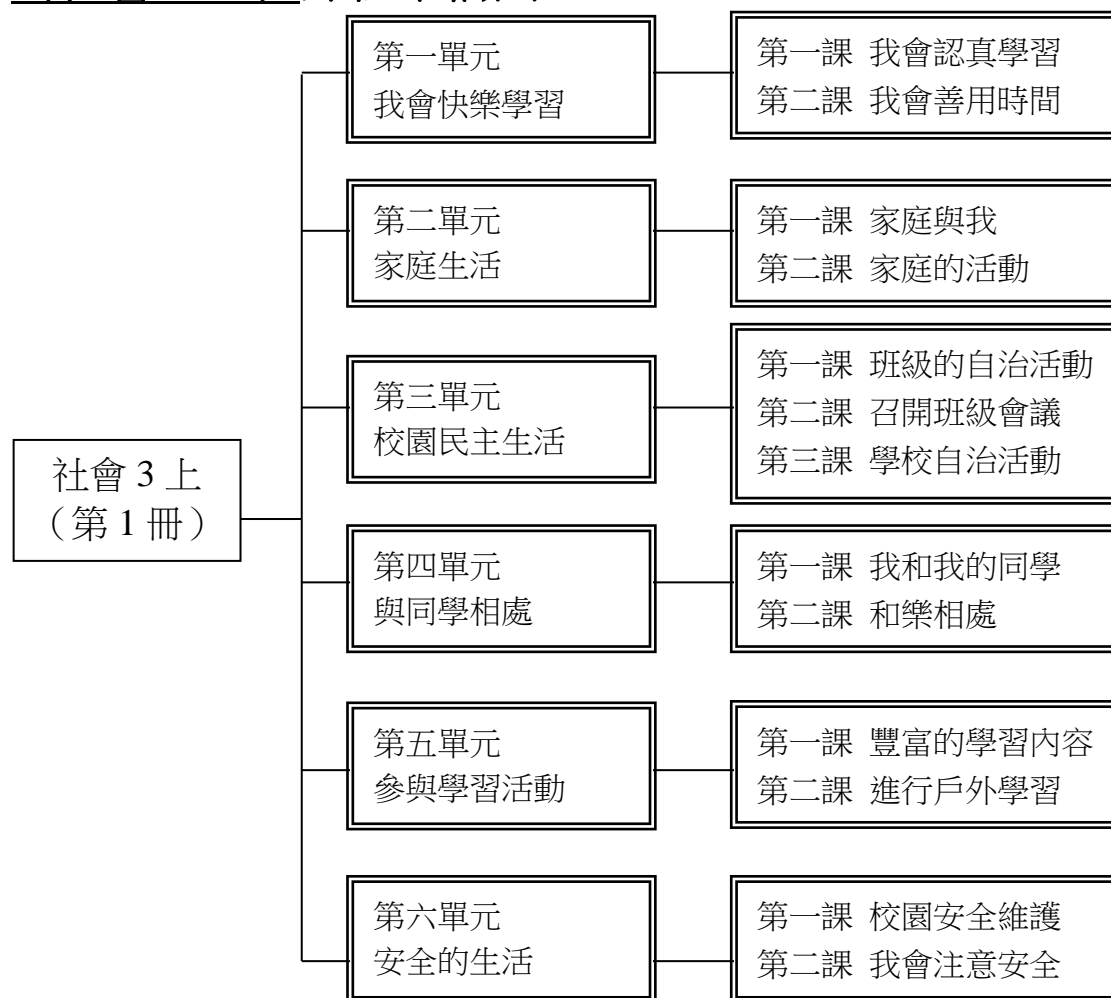 社會 3 上
（第 1 冊）
第一單元
我會快樂學習
第一課 我會認真學習
第二課 我會善用時間
第二單元
家庭生活
第一課 家庭與我
第二課 家庭的活動
第三單元
校園民主生活
第一課 班級的自治活動
第二課 召開班級會議
第三課 學校自治活動
第四單元
與同學相處
第一課 我和我的同學
第二課 和樂相處
第五單元
參與學習活動
第一課 豐富的學習內容
第二課 進行戶外學習
第六單元
安全的生活
第一課 校園安全維護
第二課 我會注意安全